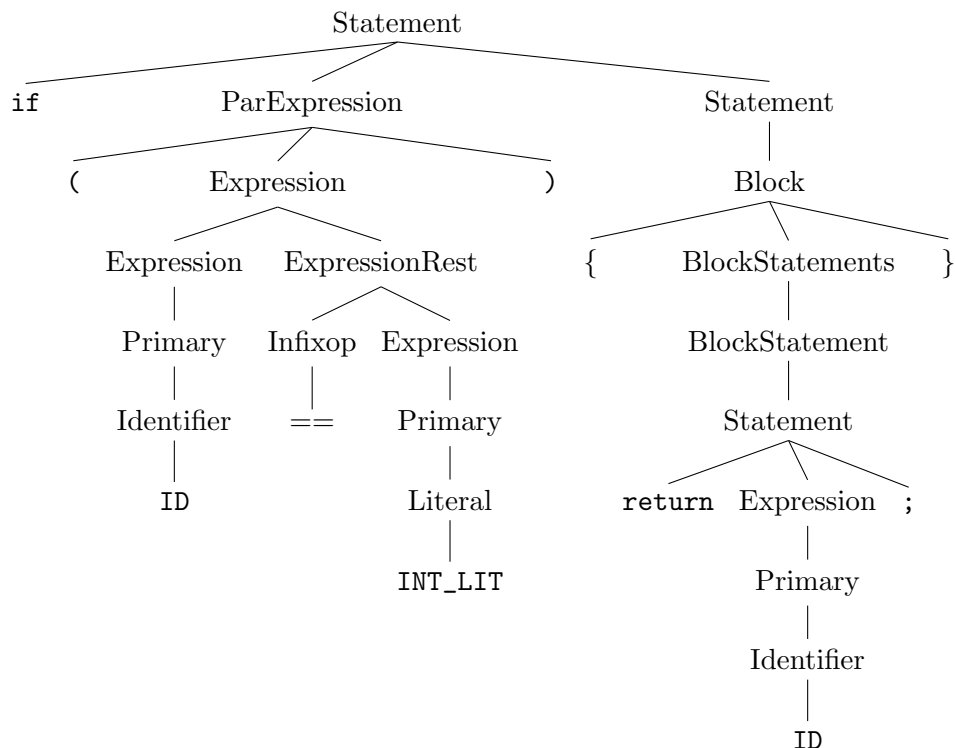 Statement
if ParExpression Statement
( Expression ) Block
Expression ExpressionRest { BlockStatements }
Primary Infixop Expression BlockStatement
Identifier == Primary Statement
ID Literal return Expression ;
INT_LIT Primary
Identifier
ID